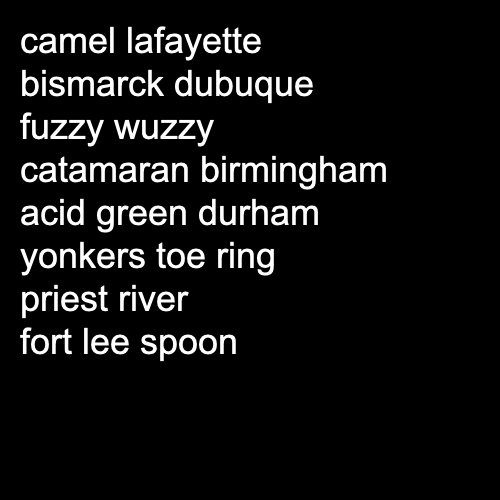 camel lafayette
bismarck dubuque
fuzzy wuzzy
catamaran birmingham
acid green durham
yonkers toe ring
priest river
fort lee spoon